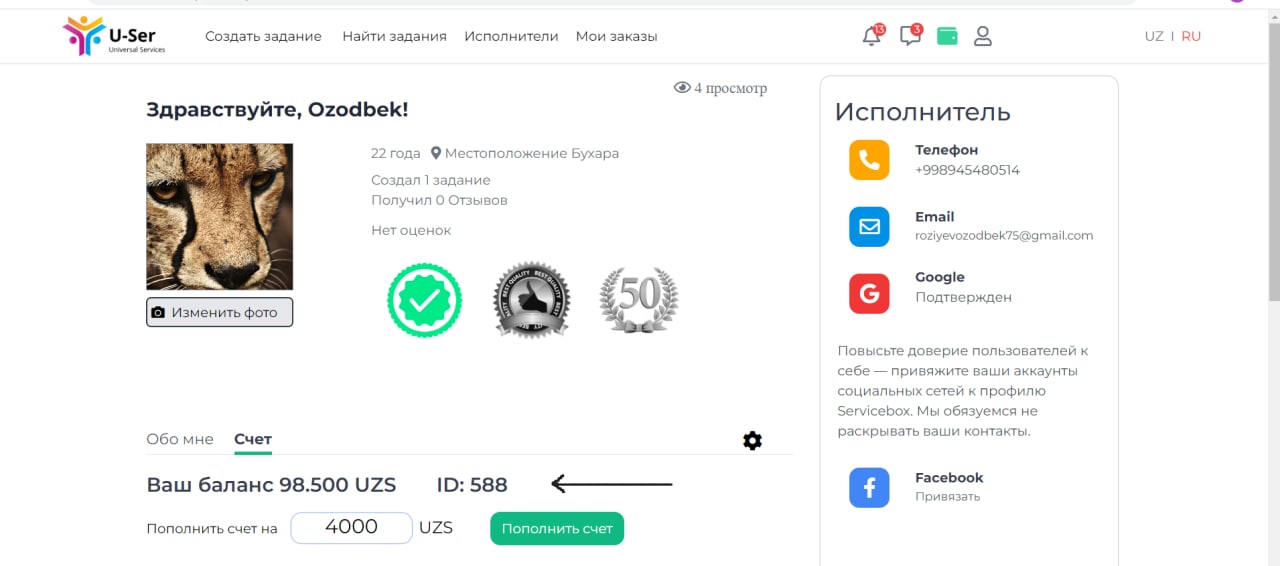 U-Ser
Universal Services
Создать задание
Найти задания
Исполнители
Мои заказы
13
3
UZ | RU
4 просмотр
Здравствуйте, Ozodbek!
22 года Местоположение Бухара
Создал 1 задание
Получил 0 Отзывов
Нет оценок
BEST QUALITY
50
Изменить фото
Обо мне
Счет
Ваш баланс 98.500 UZS ID: 588
Пополнить счет на 4000 UZS Пополнить счет
Исполнитель
Телефон
+998945480514
Email
roziyevozodbek75@gmail.com
Google
Подтвержден
Повысьте доверие пользователей к
себе — привяжите ваши аккаунты
социальных сетей к профилю
Servicebox. Мы обязуемся не
раскрывать ваши контакты.
Facebook
Привязать